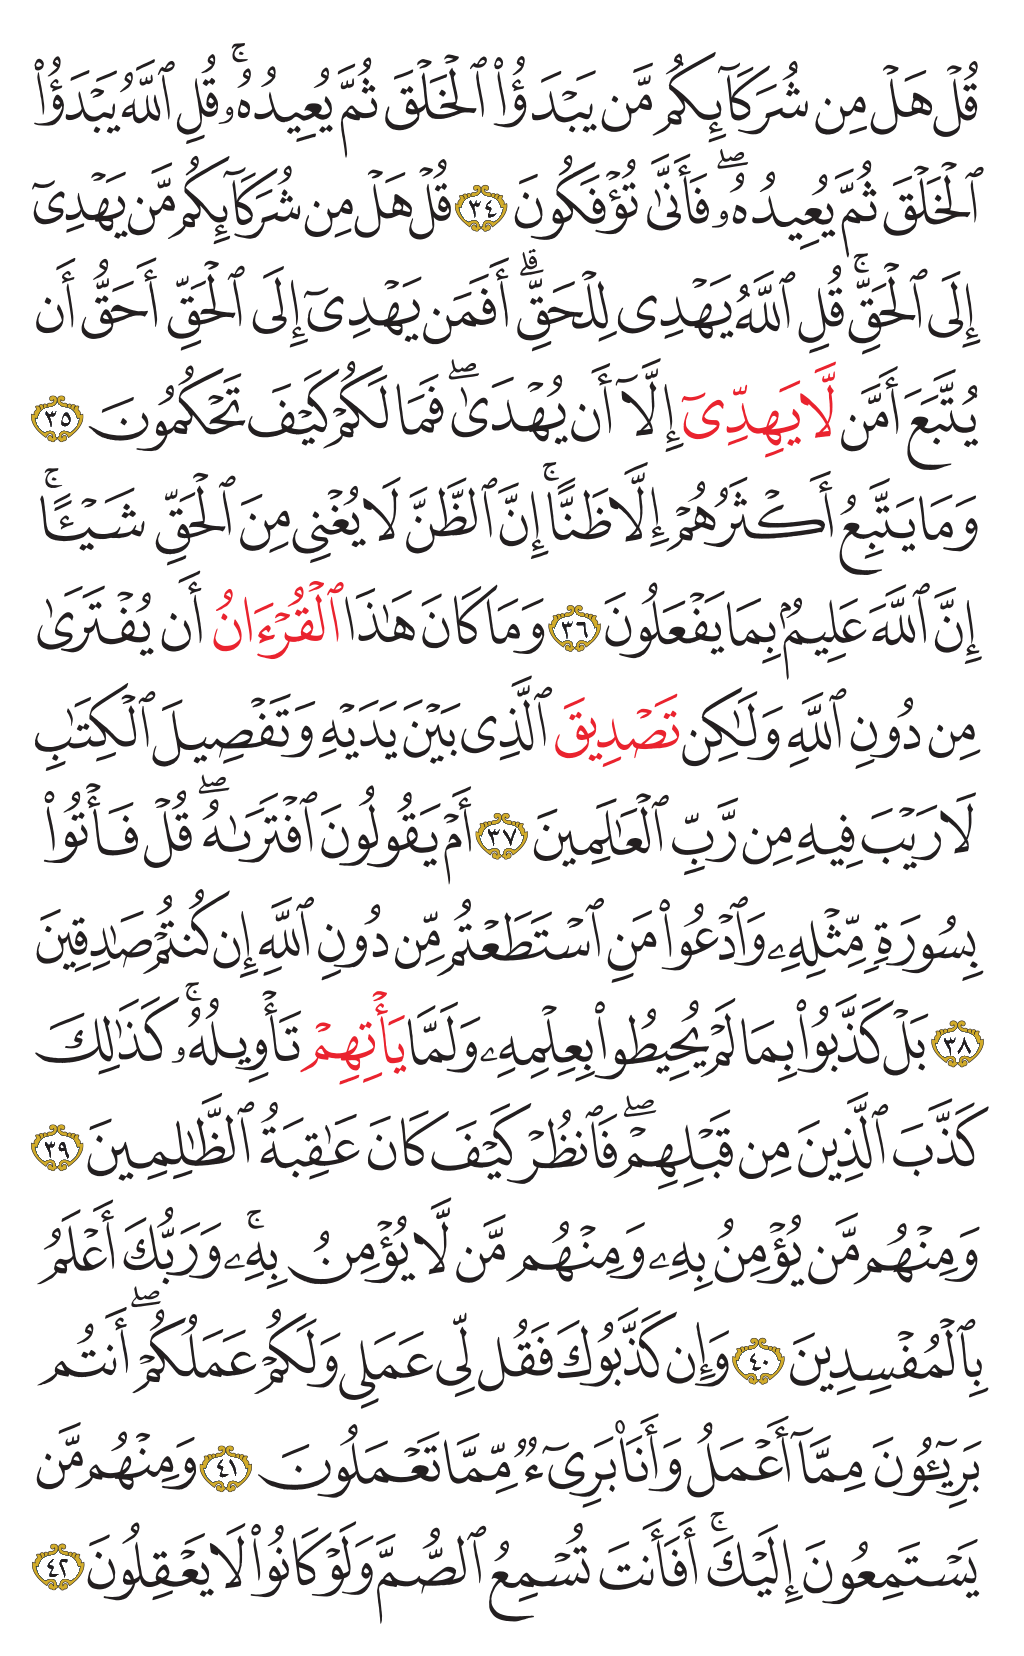 قُلْ هَلْ مِن شُرَكَآئِكُم مَّن يَبْدَؤُا۟ ٱلْخَلْقَ ثُمَّ يُعِيدُهُۥ ۚ قُلِ ٱللَّهُ يَبْدَؤُا۟
ٱلْخَلْقَ ثُمَّ يُعِيدُهُۥ ۖ فَأَنَّىٰ تُؤْفَكُونَ ٣٤ قُلْ هَلْ مِن شُرَكَآئِكُم مَّن يَهْدِىٓ
إِلَى ٱلْحَقِّ ۚ قُلِ ٱللَّهُ يَهْدِى لِلْحَقِّ ۗ أَفَمَن يَهْدِىٓ إِلَى ٱلْحَقِّ أَحَقُّ أَن
يُتَّبَعَ أَمَّن لَّا يَهِدِّىٓ إِلَّآ أَن يُهْدَىٰ ۖ فَمَا لَكُمْ كَيْفَ تَحْكُمُونَ ٣٥
وَمَا يَتَّبِعُ أَكْثَرُهُمْ إِلَّا ظَنًّا ۚ إِنَّ ٱلظَّنَّ لَا يُغْنِى مِنَ ٱلْحَقِّ شَيْـًٔا ۚ
إِنَّ ٱللَّهَ عَلِيمٌۢ بِمَا يَفْعَلُونَ ٣٦ وَمَا كَانَ هَـٰذَا ٱلْقُرْءَانُ أَن يُفْتَرَىٰ
مِن دُونِ ٱللَّهِ وَلَـٰكِن تَصْدِيقَ ٱلَّذِى بَيْنَ يَدَيْهِ وَتَفْصِيلَ ٱلْكِتَـٰبِ
لَا رَيْبَ فِيهِ مِن رَّبِّ ٱلْعَـٰلَمِينَ ٣٧ أَمْ يَقُولُونَ ٱفْتَرَىٰهُ ۖ قُلْ فَأْتُوا۟
بِسُورَةٍ مِّثْلِهِۦ وَٱدْعُوا۟ مَنِ ٱسْتَطَعْتُم مِّن دُونِ ٱللَّهِ إِن كُنتُمْ صَـٰدِقِينَ
٣٨ بَلْ كَذَّبُوا۟ بِمَا لَمْ يُحِيطُوا۟ بِعِلْمِهِۦ وَلَمَّا يَأْتِهِمْ تَأْوِيلُهُۥ ۚ كَذَٰلِكَ
كَذَّبَ ٱلَّذِينَ مِن قَبْلِهِمْ ۖ فَٱنظُرْ كَيْفَ كَانَ عَـٰقِبَةُ ٱلظَّـٰلِمِينَ ٣٩
وَمِنْهُم مَّن يُؤْمِنُ بِهِۦ وَمِنْهُم مَّن لَّا يُؤْمِنُ بِهِۦ ۚ وَرَبُّكَ أَعْلَمُ
بِٱلْمُفْسِدِينَ ٤٠ وَإِن كَذَّبُوكَ فَقُل لِّى عَمَلِى وَلَكُمْ عَمَلُكُمْ ۖ أَنتُم
بَرِيٓـُٔونَ مِمَّآ أَعْمَلُ وَأَنَا۠ بَرِىٓءٌ مِّمَّا تَعْمَلُونَ ٤١ وَمِنْهُم مَّن
يَسْتَمِعُونَ إِلَيْكَ ۚ أَفَأَنتَ تُسْمِعُ ٱلصُّمَّ وَلَوْ كَانُوا۟ لَا يَعْقِلُونَ ٤٢